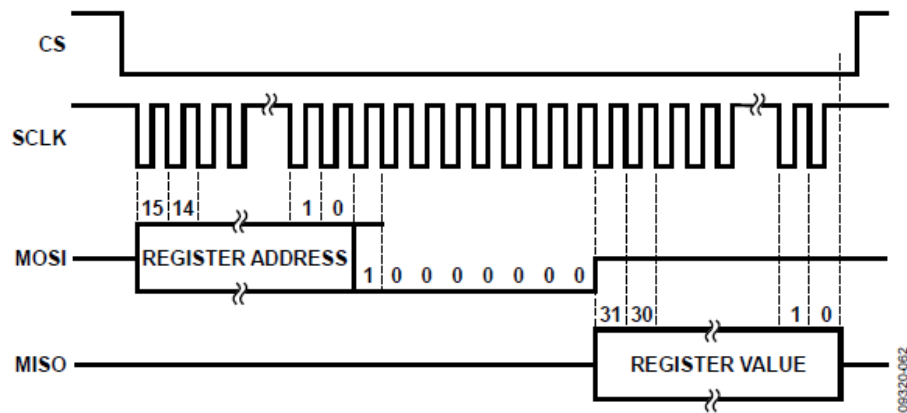 CS
SCLK
15 14 1 0
MOSI REGISTER ADDRESS
1 0 0 0 0 0 0 0
31 30 1 0
MISO REGISTER VALUE
09320-062